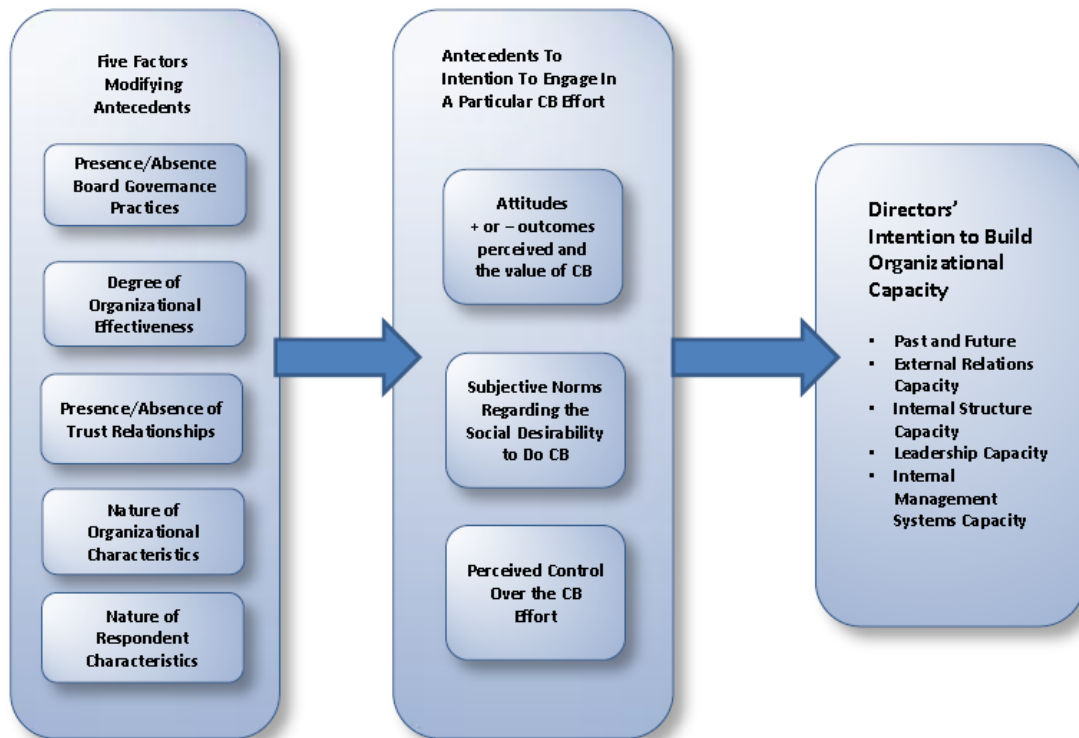 Five Factors
Modifying
Antecedents
Presence/Absence
Board Governance
Practices
Degree of
Organizational
Effectiveness
Presence/Absence of
Trust Relationships
Nature of
Organizational
Characteristics
Nature of
Respondent
Characteristics
Antecedents To
Intention To Engage In
A Particular CB Effort
Attitudes
+ or – outcomes
perceived and
the value of CB
Subjective Norms
Regarding the
Social Desirability
to Do CB
Perceived Control
Over the CB
Effort
Directors’
Intention to Build
Organizational
Capacity
▪ Past and Future
▪ External Relations
Capacity
▪ Internal Structure
Capacity
▪ Leadership Capacity
▪ Internal
Management
Systems Capacity